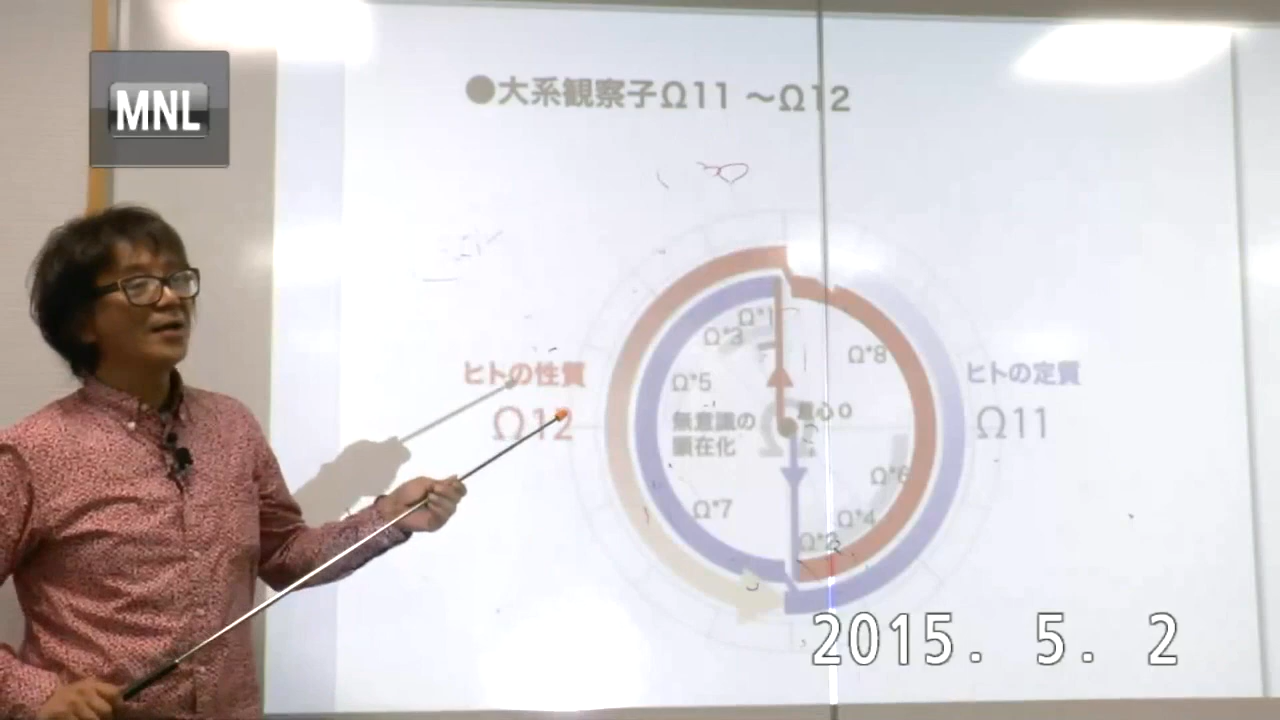 MNL
●大系観察子Ω11 ～Ω12
Ω*1
Ω*3
Ω*8
ヒトの性質
Ω12
Ω*5
無意識の
顕在化
重心0
ヒトの定質
Ω11
Ω*6
Ω*7
Ω*4
Ω*2
2015. 5. 2